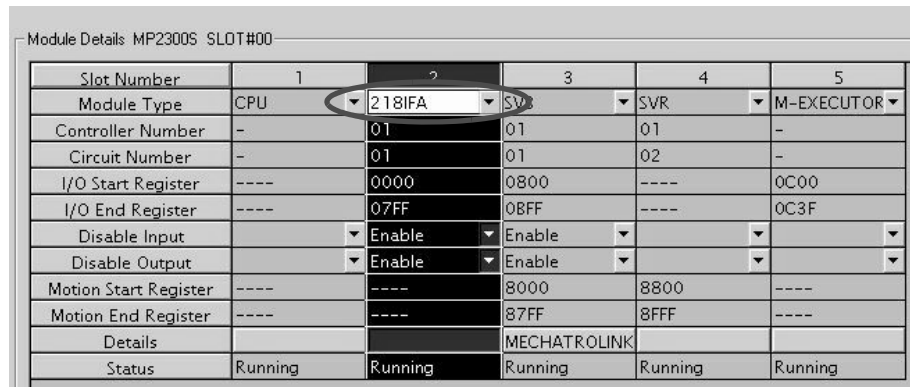 Module Details MP2300S SLOT#00
Slot Number 1 2 3 4 5
Module Type CPU 218IFA SVB SVR M-EXECUTOR
Controller Number - 01 01 01 -
Circuit Number - 01 01 02 -
I/O Start Register ---- 0000 0800 ---- 0C00
I/O End Register ---- 07FF 0BFF ---- 0C3F
Disable Input Enable Enable
Disable Output Enable Enable
Motion Start Register ---- ---- 8000 8800 ----
Motion End Register ---- ---- 87FF 8FFF ----
Details MECHATROLINK
Status Running Running Running Running Running